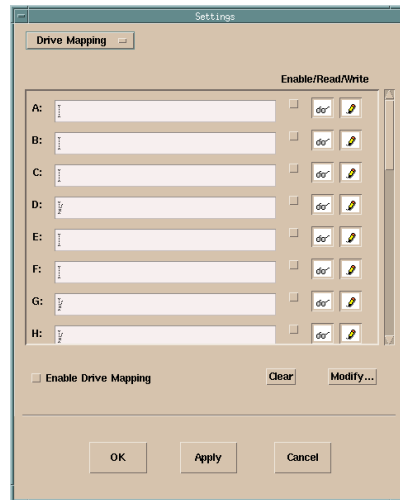 Settings
Drive Mapping
Enable/Read/Write
A:
B:
C:
D:
E:
F:
G:
H:
Enable Drive Mapping
Clear
Modify...
OK
Apply
Cancel